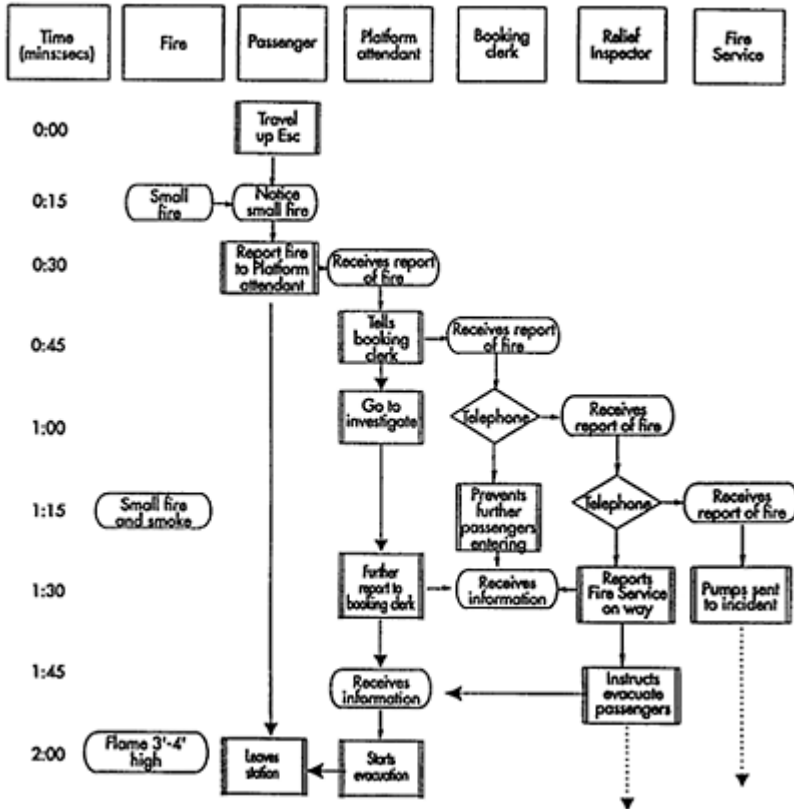 Time
(mins:secs)
Fire
Passenger
Platform
attendant
Booking
clerk
Relief
Inspector
Fire
Service
0:00
Travel
up Esc
0:15
Small
fire
Notice
small fire
0:30
Report fire
to Platform
attendant
Receives report
of fire
0:45
Tells
booking
clerk
Receives report
of fire
1:00
Go to
investigate
Telephone
Receives
report of fire
1:15
Small fire
and smoke
Prevents
further
passengers
entering
Telephone
Receives
report of fire
1:30
Further
report to
booking clerk
Receives
information
Reports
Fire Service
on way
Pumps sent
to incident
1:45
Receives
information
Instructs
evacuate
passengers
2:00
Flame 3'-4'
high
Leaves
station
Starts
evacuation